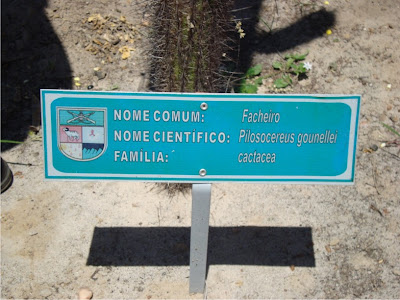 NOME COMUM: Facheiro
NOME CIENTÍFICO: Pilosocereus gounellei
FAMÍLIA: cactacea